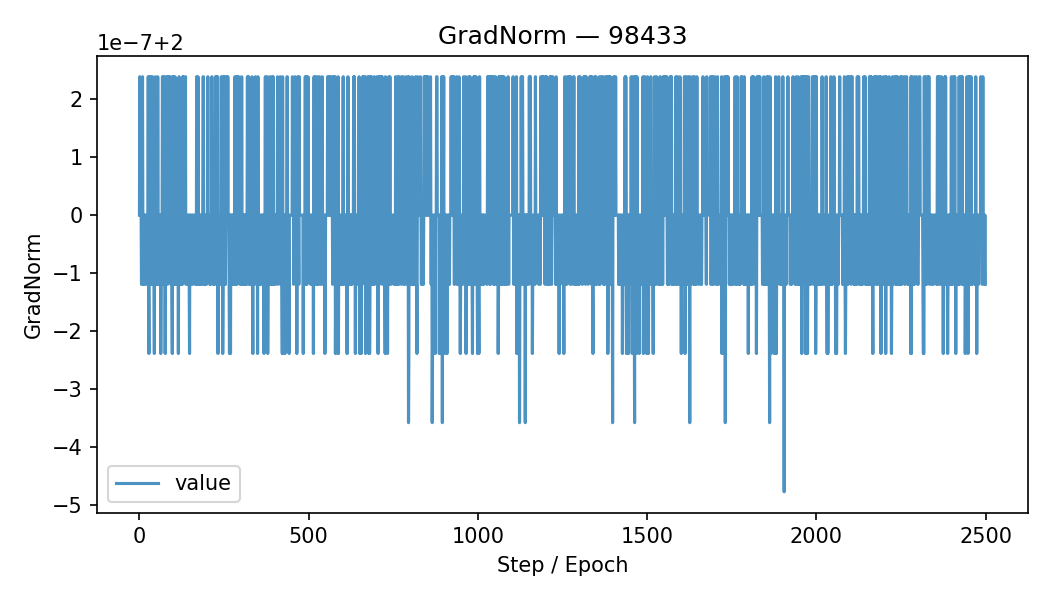 GradNorm — 98433
1e−7+2
2
1
0
−1
−2
−3
−4
−5
GradNorm
value
0 500 1000 1500 2000 2500
Step / Epoch